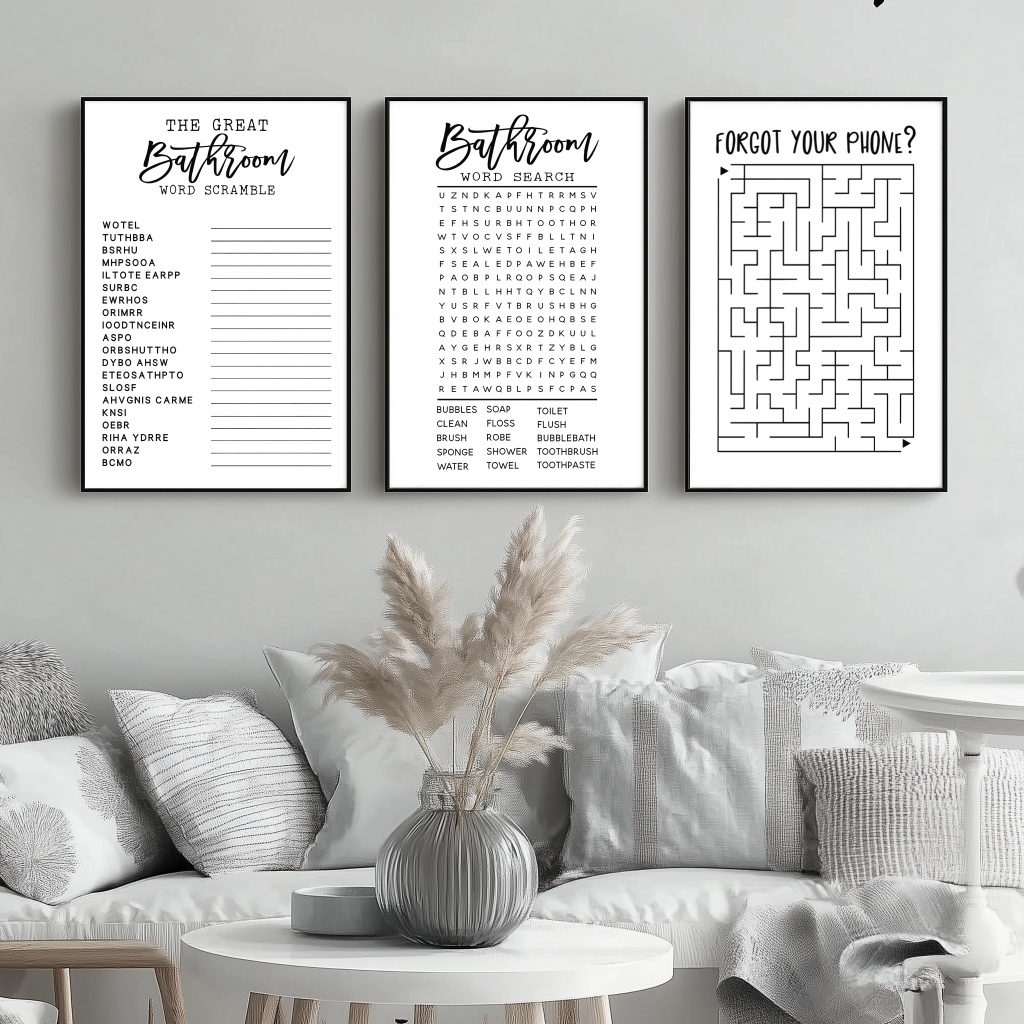 THE GREAT
Bathroom
WORD SCRAMBLE
WOTEL
TUTHBBA
BSRHU
MHPSOOA
ILTOTE EARPP
SURBC
EWRHOS
ORIMRR
IOODTNCEINR
ASPO
ORBSHUTTHO
DYBO AHSW
ETEOSATHPTO
SLOSF
AHVGNIS CARME
KNSI
OEBR
RIHA YDRRE
ORRAZ
BCMO
Bathroom
WORD SEARCH
U Z N D K A P F H T R R M S V
T S T N C B U U N N P C Q P H
E F H S U R B H T O O T H O R
W T V O C V S F F B L L T N I
S X S L W E T O I L E T A G H
F S E A L E D P A W E H B E F
P A O B P L R Q O P S Q E A J
N T B L L H H T Q Y B C L N N
Y U S R F V T B R U S H B H G
B V B O K A E O E O H Q B S E
Q D E B A F F O O Z D K U U L
A Y G E H R S X R T Z Y B L G
X S R J W B B C D F C Y E F M
J H B M M P F V K I N P G Q Q
R E T A W Q B L P S F C P A S
BUBBLES SOAP TOILET
CLEAN FLOSS FLUSH
BRUSH ROBE BUBBLEBATH
SPONGE SHOWER TOOTHBRUSH
WATER TOWEL TOOTHPASTE
FORGOT YOUR PHONE?